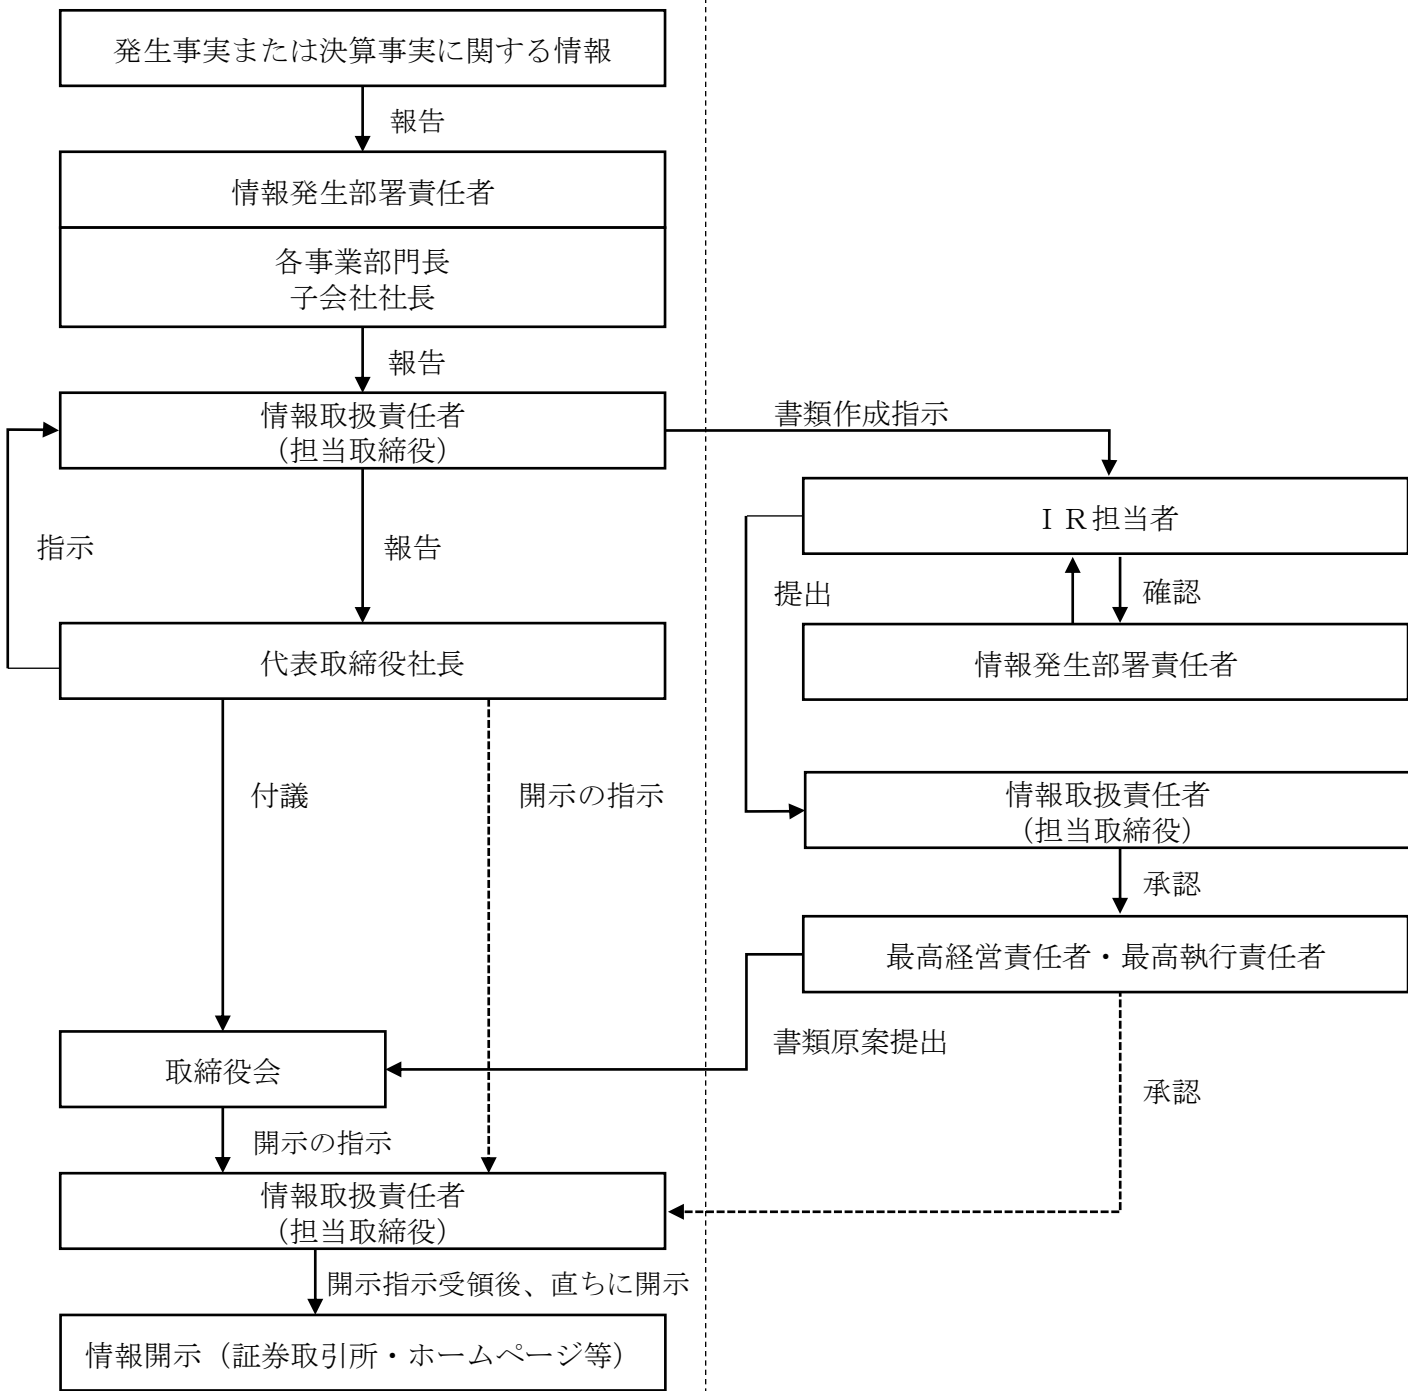 発生事実または決算事実に関する情報
報告
情報発生部署責任者
各事業部門長
子会社社長
報告
情報取扱責任者
（担当取締役）
書類作成指示
ＩＲ担当者
指示
報告
提出
確認
代表取締役社長
情報発生部署責任者
付議
開示の指示
情報取扱責任者
（担当取締役）
承認
最高経営責任者・最高執行責任者
書類原案提出
取締役会
承認
開示の指示
情報取扱責任者
（担当取締役）
開示指示受領後、直ちに開示
情報開示（証券取引所・ホームページ等）